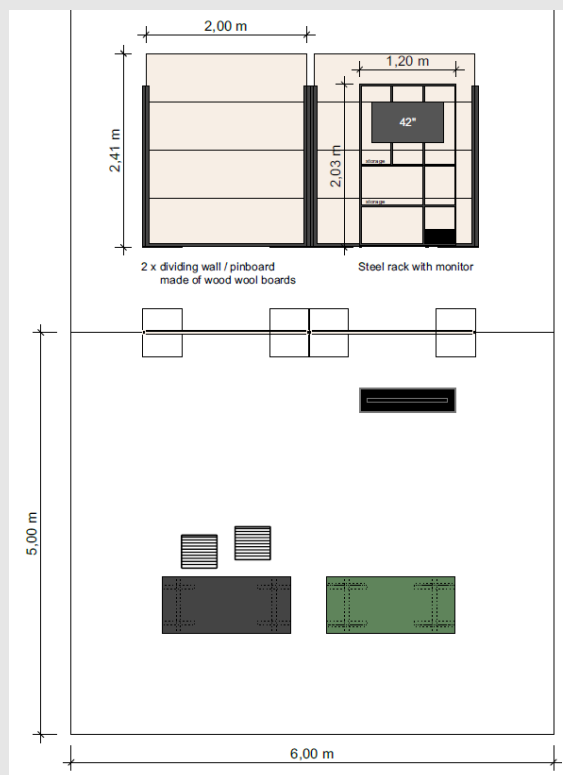 2,00 m
1,20 m
42"
2,41 m
2,03 m
storage
storage
2 x dividing wall / pinboard
made of wood wool boards
Steel rack with monitor
5,00 m
6,00 m